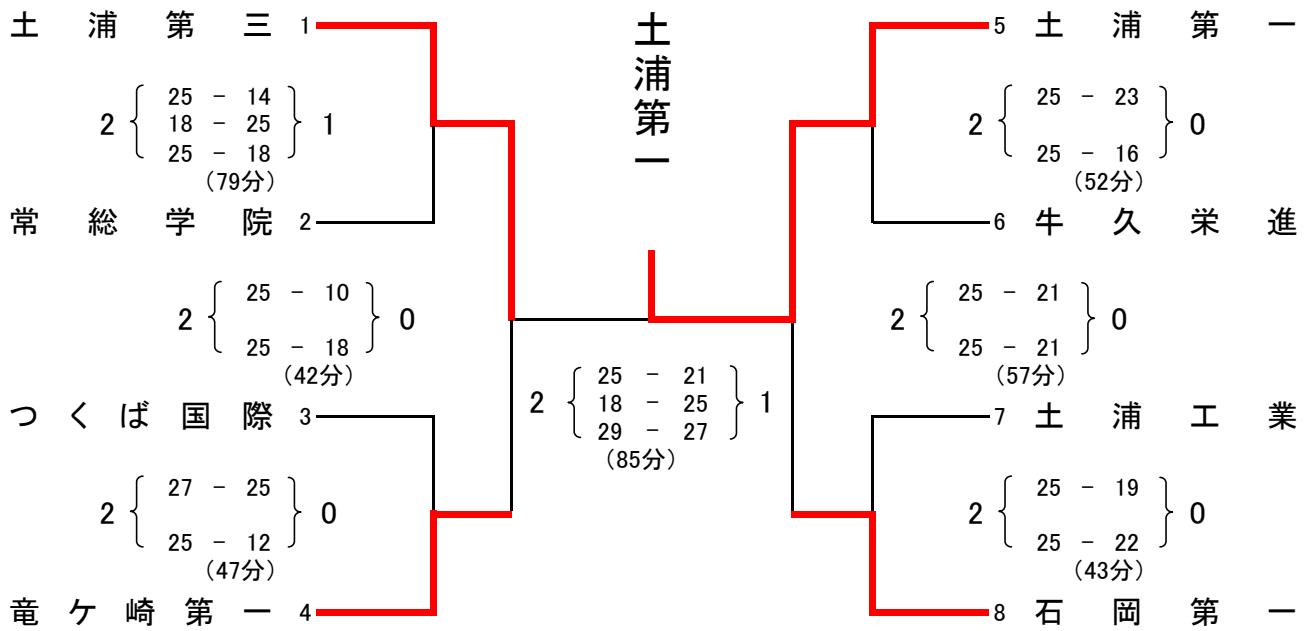 土浦第三 1
25 - 14
2 18 - 25 1
25 - 18
(79分)
常総学院 2
25 - 10
2 0
25 - 18
(42分)
つくば国際 3
27 - 25
2 0
25 - 12
(47分)
竜ケ崎第一 4
土浦第一
25 - 21
2 18 - 25 1
29 - 27
(85分)
5 土浦第一
25 - 23
2 0
25 - 16
(52分)
6 牛久栄進
25 - 21
2 0
25 - 21
(57分)
7 土浦工業
25 - 19
2 0
25 - 22
(43分)
8 石岡第一